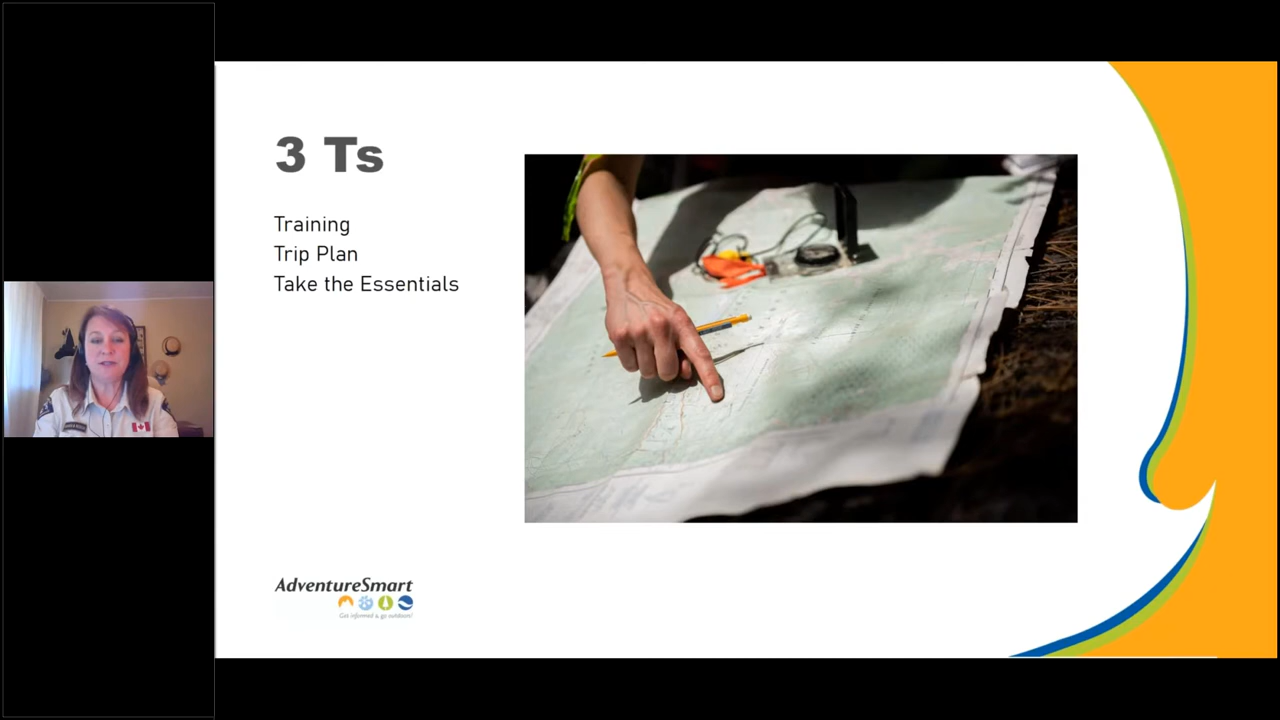 3 Ts
Training
Trip Plan
Take the Essentials
AdventureSmart
Get informed & go outdoors!